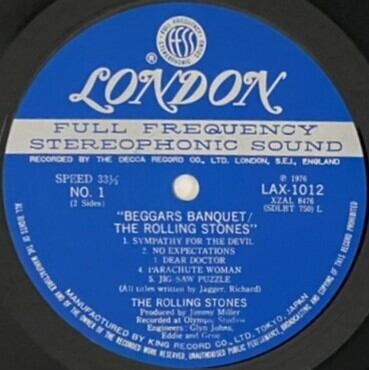 FULL FREQUENCY
ffss
STEREOPHONIC SOUND
®
LONDON
FULL FREQUENCY
STEREOPHONIC SOUND
RECORDED BY THE DECCA RECORD CO., LTD. LONDON, S.E.I., ENGLAND
SPEED 33⅓
NO. 1
(2 Sides)
℗ 1976
LAX-1012
XZAL 8476
(SDLBT 750) L
"BEGGARS BANQUET/
THE ROLLING STONES"
1. SYMPATHY FOR THE DEVIL
2. NO EXPECTATIONS
3. DEAR DOCTOR
4. PARACHUTE WOMAN
5. JIG SAW PUZZLE
(All titles written by Jagger, Richard)
THE ROLLING STONES
Produced by Jimmy Miller
Recorded at Olympic Studios
Engineers: Glyn Johns,
Eddie and Gene
MANUFACTURED BY KING RECORD CO., LTD. TOKYO, JAPAN
ALL RIGHTS OF THE MANUFACTURER AND OF THE OWNER OF THE RECORDED WORK RESERVED, UNAUTHORISED PUBLIC PERFORMANCE, BROADCASTING AND COPYING OF THIS RECORD PROHIBITED